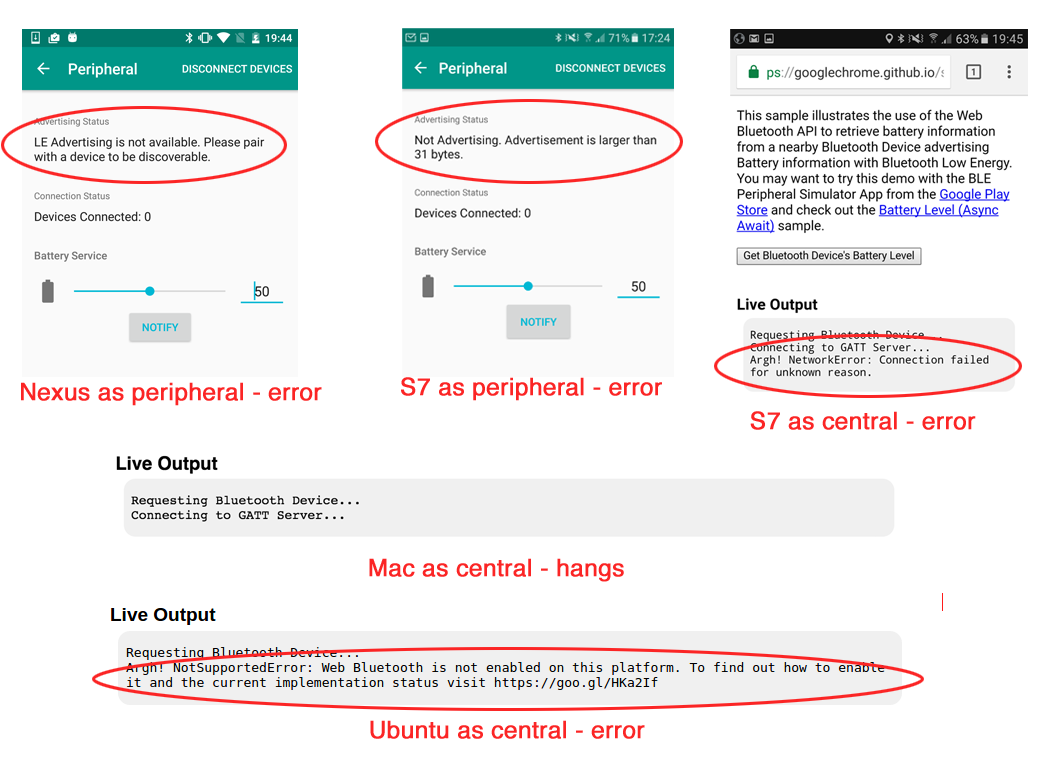 19:44
Peripheral DISCONNECT DEVICES
Advertising Status
LE Advertising is not available. Please pair
with a device to be discoverable.
Connection Status
Devices Connected: 0
Battery Service
50
NOTIFY
Nexus as peripheral - error
71% 17:24
Peripheral DISCONNECT DEVICES
Advertising Status
Not Advertising. Advertisement is larger than
31 bytes.
Connection Status
Devices Connected: 0
Battery Service
50
NOTIFY
S7 as peripheral - error
63% 19:45
ps://googlechrome.github.io/s 1
This sample illustrates the use of the Web
Bluetooth API to retrieve battery information
from a nearby Bluetooth Device advertising
Battery information with Bluetooth Low Energy.
You may want to try this demo with the BLE
Peripheral Simulator App from the Google Play
Store and check out the Battery Level (Async
Await) sample.
Get Bluetooth Device's Battery Level
Live Output
Requesting Bluetooth Device...
Connecting to GATT Server...
Argh! NetworkError: Connection failed
for unknown reason.
S7 as central - error
Live Output
Requesting Bluetooth Device...
Connecting to GATT Server...
Mac as central - hangs
Live Output
Requesting Bluetooth Device...
Argh! NotSupportedError: Web Bluetooth is not enabled on this platform. To find out how to enable
it and the current implementation status visit https://goo.gl/HKa2If
Ubuntu as central - error